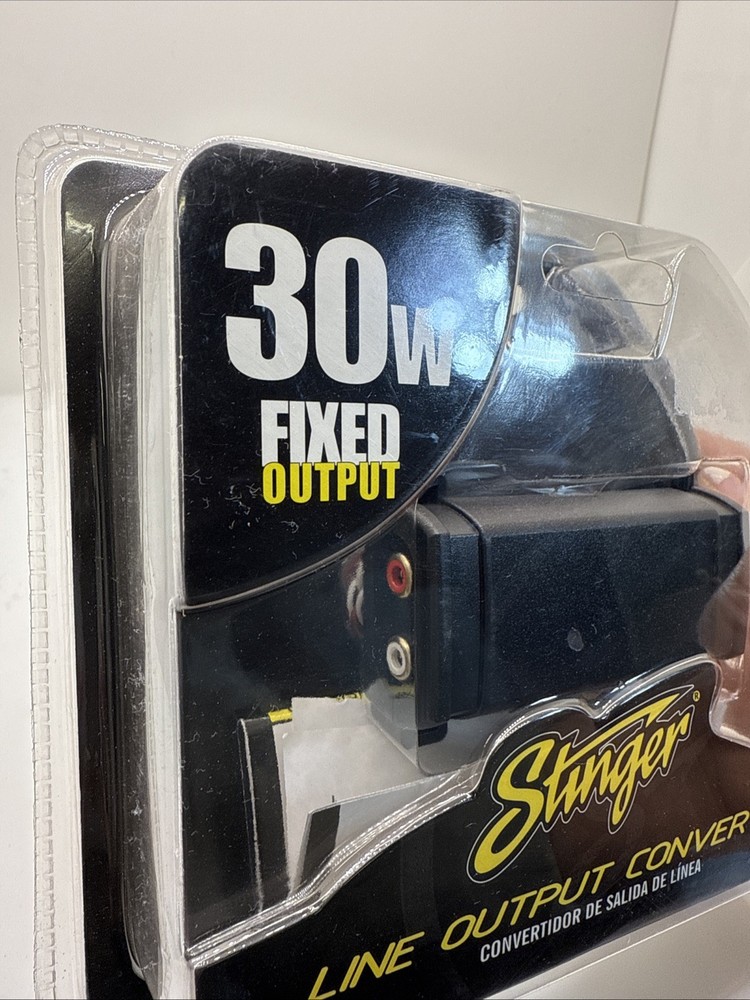 30W
FIXED
OUTPUT
Stinger®
LINE OUTPUT CONVER
CONVERTIDOR DE SALIDA DE LÍNEA